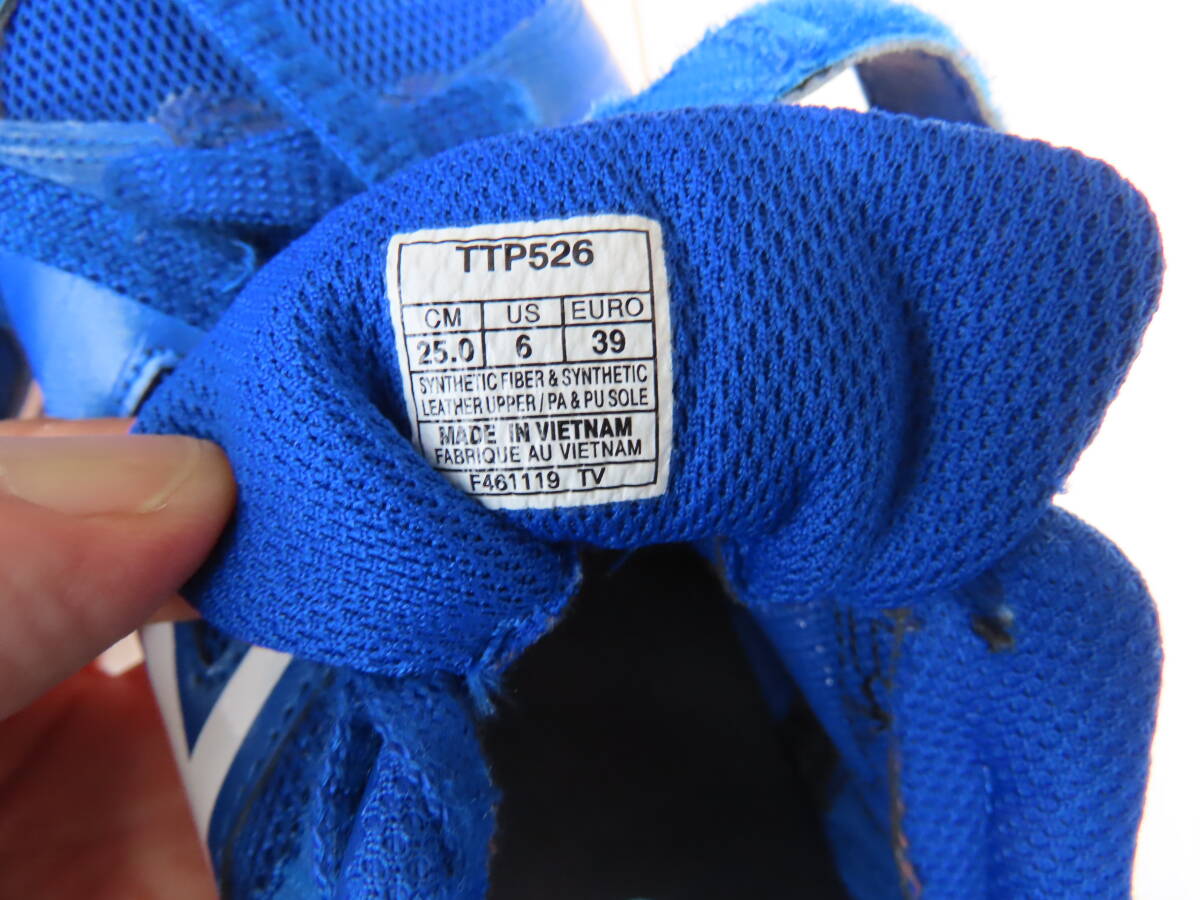 TTP526
CM US EURO
25.0 6 39
SYNTHETIC FIBER & SYNTHETIC
LEATHER UPPER / PA & PU SOLE
MADE IN VIETNAM
FABRIQUE AU VIETNAM
F461119 TV